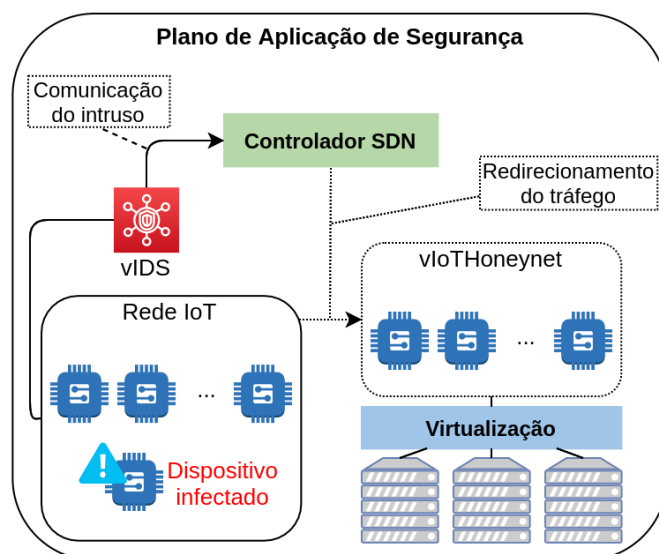 Plano de Aplicação de Segurança
Comunicação
do intruso
Controlador SDN
Redirecionamento
do tráfego
vIDS
vIoTHoneynet
Rede IoT
...
...
Virtualização
Dispositivo
infectado